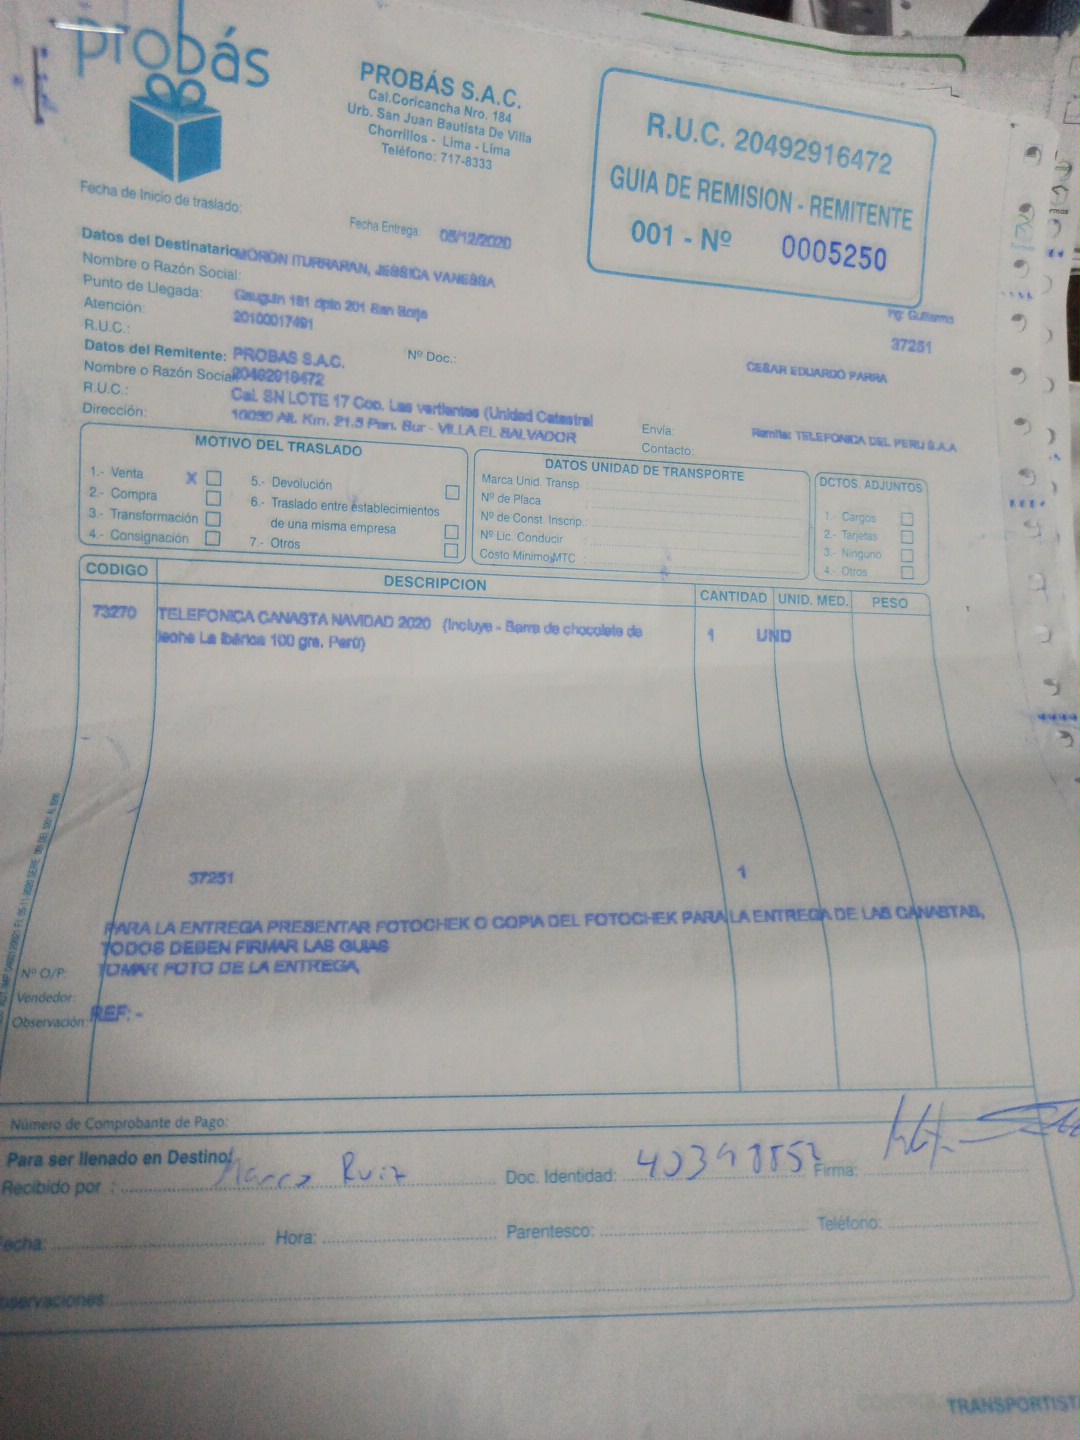 probás
PROBÁS S.A.C.
Cal.Coricancha Nro. 184
Urb. San Juan Bautista De Villa
Chorrillos - Lima - Lima
Teléfono: 717-8333
R.U.C. 20492916472
GUIA DE REMISION - REMITENTE
001 - Nº 0005250
Fecha de Inicio de traslado:
Fecha Entrega: 05/12/2020
Datos del Destinatario MORON ITURRARAN, JESSICA VANESSA
Nombre o Razón Social:
Punto de Llegada: Gauguin 181 dpto 201 San Borja
Atención: 20100017491
R.U.C.:
Ing: Guillermo
37251
Datos del Remitente: PROBAS S.A.C. Nº Doc.:
CESAR EDUARDO PARRA
Nombre o Razón Social 20492916472
R.U.C.: Cal. SN LOTE 17 Coo. Las vertientes (Unidad Catastral
Dirección: 10050 Alt. Km. 21.5 Pan. Sur - VILLA EL SALVADOR
Envía:
Contacto:
Remite: TELEFONICA DEL PERU S.A.A
MOTIVO DEL TRASLADO
1.- Venta X
2.- Compra
3.- Transformación
4.- Consignación
5.- Devolución
6.- Traslado entre establecimientos
de una misma empresa
7.- Otros
DATOS UNIDAD DE TRANSPORTE
Marca Unid. Transp
Nº de Placa
Nº de Const. Inscrip.:
Nº Lic. Conducir
Costo Minimo MTC :
DCTOS. ADJUNTOS
1.- Cargos
2.- Tarjetas
3.- Ninguno
4.- Otros
CODIGO DESCRIPCION CANTIDAD UNID. MED. PESO
73270 TELEFONICA CANASTA NAVIDAD 2020 (Incluye - Barra de chocolate de
leche La Ibérica 100 grs. Perú) 1 UND
37251 1
PARA LA ENTREGA PRESENTAR FOTOCHEK O COPIA DEL FOTOCHEK PARA LA ENTREGA DE LAS CANASTAS,
TODOS DEBEN FIRMAR LAS GUIAS
TOMAR FOTO DE LA ENTREGA,
Nº O/P:
Vendedor:
Observación: REF: -
Número de Comprobante de Pago:
Para ser llenado en Destino:
Recibido por : Marco Ruiz Doc. Identidad: Firma:
Fecha: Hora: Parentesco: Teléfono:
Observaciones
TRANSPORTISTA